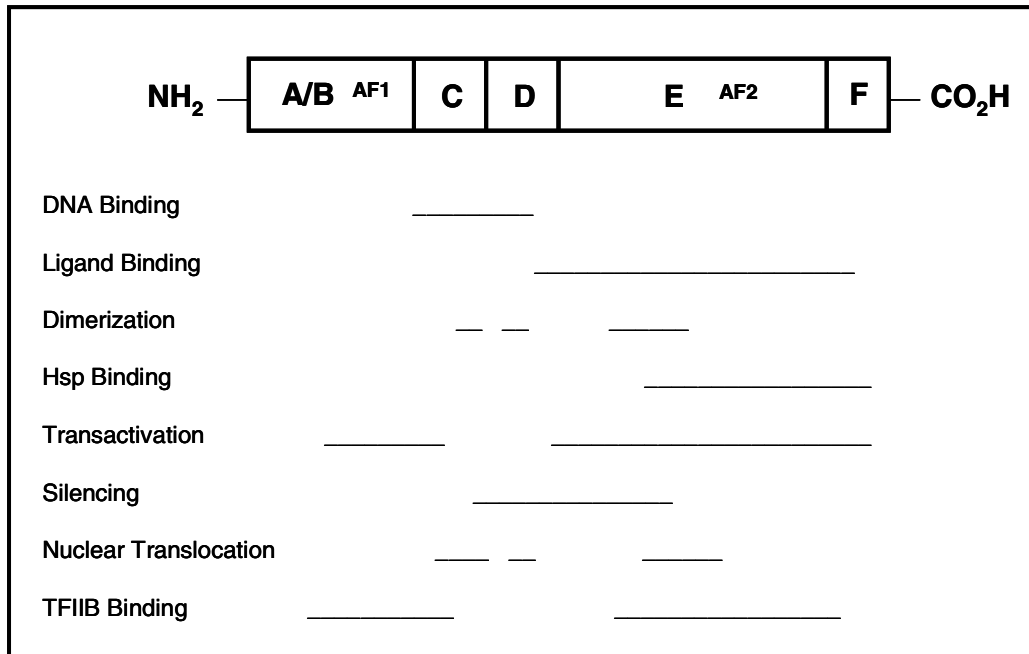 NH2 A/B AF1 C D E AF2 F CO2H
DNA Binding
Ligand Binding
Dimerization
Hsp Binding
Transactivation
Silencing
Nuclear Translocation
TFIIB Binding